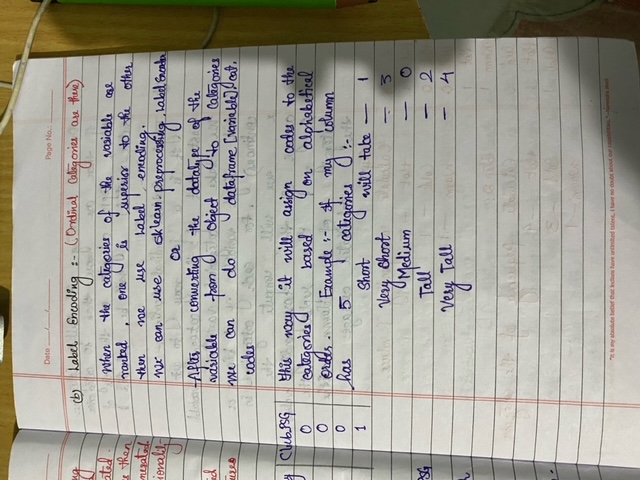 Date ___/___/___
Page No.: ______
(b) Label Encoding :- (Ordinal Categories are there)
When the categories of the variable are
ranked, one is superior to the other
then we use Label encoding.
We can use sklearn.preprocessing.LabelEncoder
OR
After converting the datatype of the
variable from object to categories
we can do dataframe[variable].cat.
codes
this way it will assign codes to the
categories based on alphabetical
order. Example :- if my column
has 5 categories :-
Short will take — 1
Very Short — 3
Medium — 0
Tall — 2
Very Tall — 4
ated.
then
Club_PSG
0
0
0
1
PSG
"It is my absolute belief that Indians have unlimited talent, I have no doubt about our capabilities."